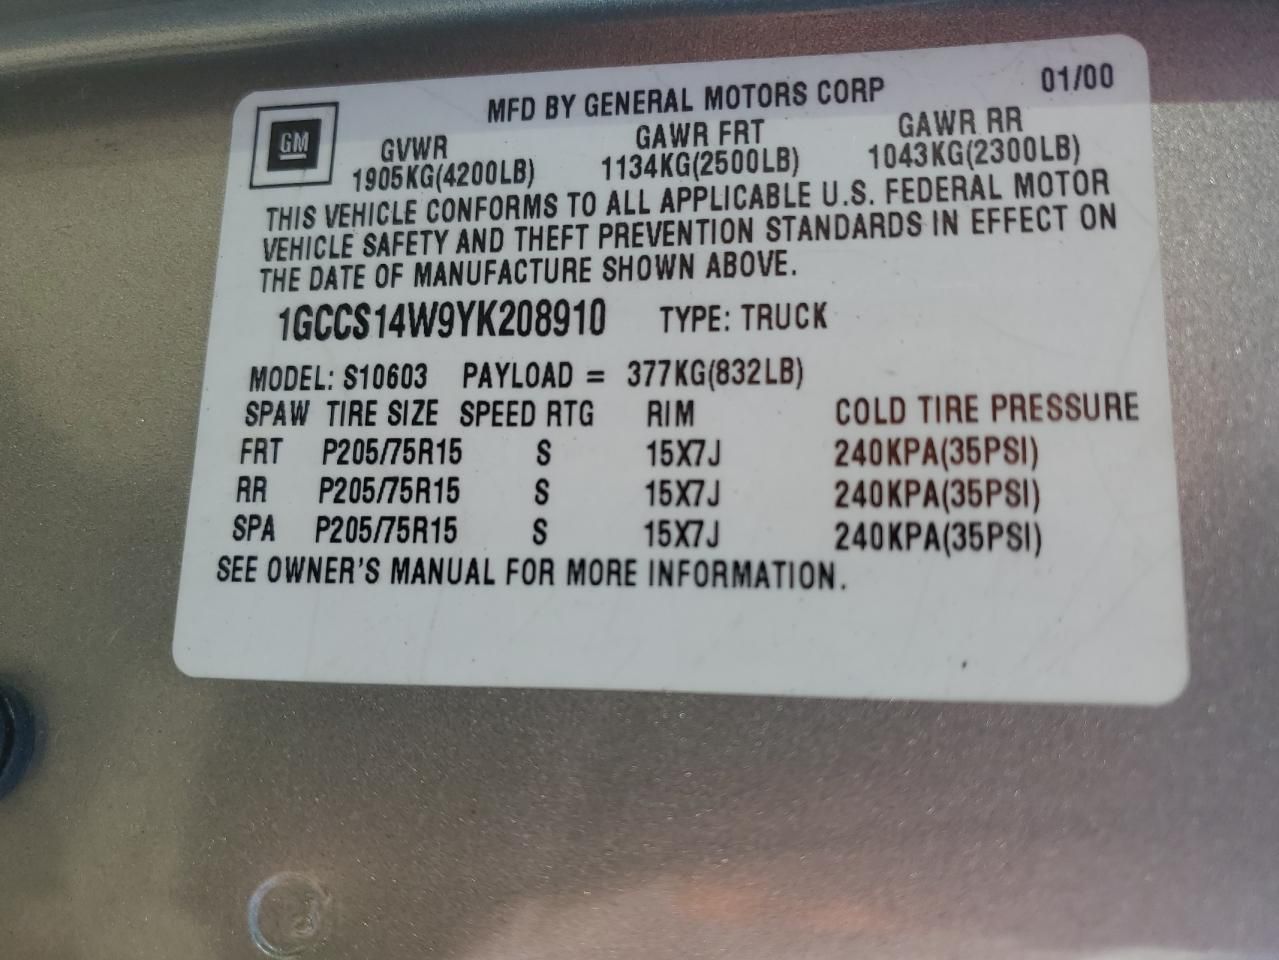 MFD BY GENERAL MOTORS CORP 01/00
GM
GVWR GAWR FRT GAWR RR
1905KG(4200LB) 1134KG(2500LB) 1043KG(2300LB)
THIS VEHICLE CONFORMS TO ALL APPLICABLE U.S. FEDERAL MOTOR
VEHICLE SAFETY AND THEFT PREVENTION STANDARDS IN EFFECT ON
THE DATE OF MANUFACTURE SHOWN ABOVE.
1GCCS14W9YK208910 TYPE: TRUCK
MODEL: S10603 PAYLOAD = 377KG(832LB)
SPAW TIRE SIZE SPEED RTG RIM COLD TIRE PRESSURE
FRT P205/75R15 S 15X7J 240KPA(35PSI)
RR P205/75R15 S 15X7J 240KPA(35PSI)
SPA P205/75R15 S 15X7J 240KPA(35PSI)
SEE OWNER'S MANUAL FOR MORE INFORMATION.